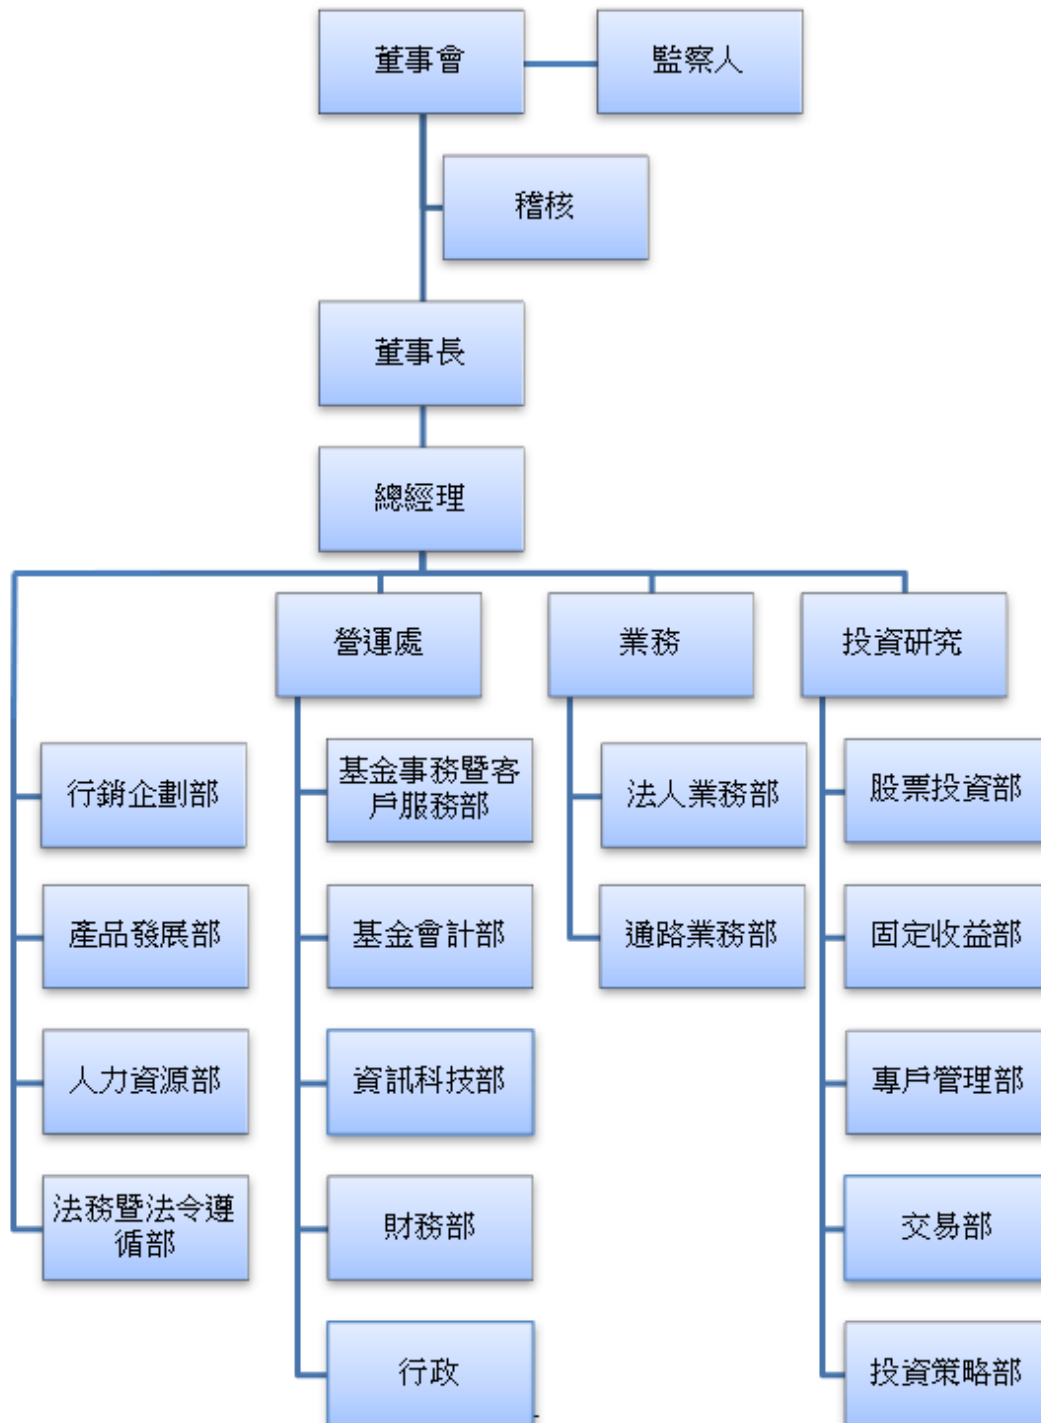 董事會
監察人
稽核
董事長
總經理
營運處
業務
投資研究
行銷企劃部
產品發展部
人力資源部
法務暨法令遵
循部
基金事務暨客
戶服務部
基金會計部
資訊科技部
財務部
行政
法人業務部
通路業務部
股票投資部
固定收益部
專戶管理部
交易部
投資策略部